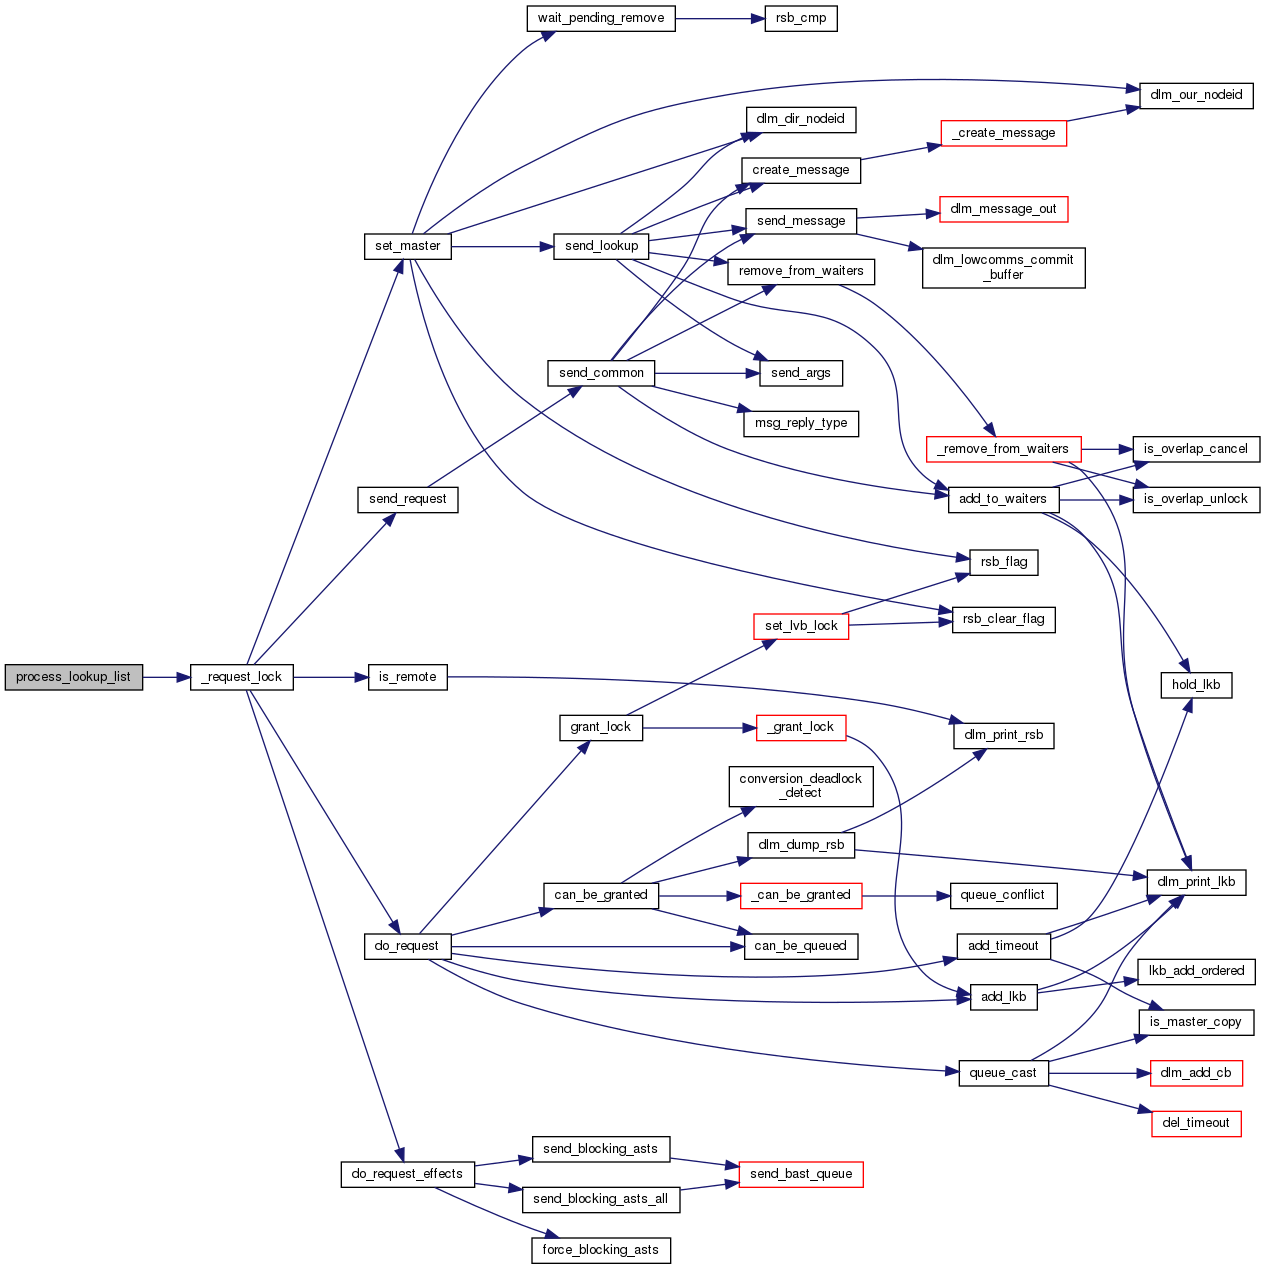 wait_pending_remove
rsb_cmp
dlm_our_nodeid
dlm_dir_nodeid
_create_message
create_message
dlm_message_out
send_message
set_master
send_lookup
dlm_lowcomms_commit
_buffer
remove_from_waiters
send_common
send_args
msg_reply_type
_remove_from_waiters
is_overlap_cancel
send_request
add_to_waiters
is_overlap_unlock
rsb_flag
set_lvb_lock
rsb_clear_flag
process_lookup_list
_request_lock
is_remote
hold_lkb
grant_lock
_grant_lock
dlm_print_rsb
conversion_deadlock
_detect
dlm_dump_rsb
dlm_print_lkb
can_be_granted
_can_be_granted
queue_conflict
do_request
can_be_queued
add_timeout
lkb_add_ordered
add_lkb
is_master_copy
queue_cast
dlm_add_cb
del_timeout
send_blocking_asts
do_request_effects
send_bast_queue
send_blocking_asts_all
force_blocking_asts